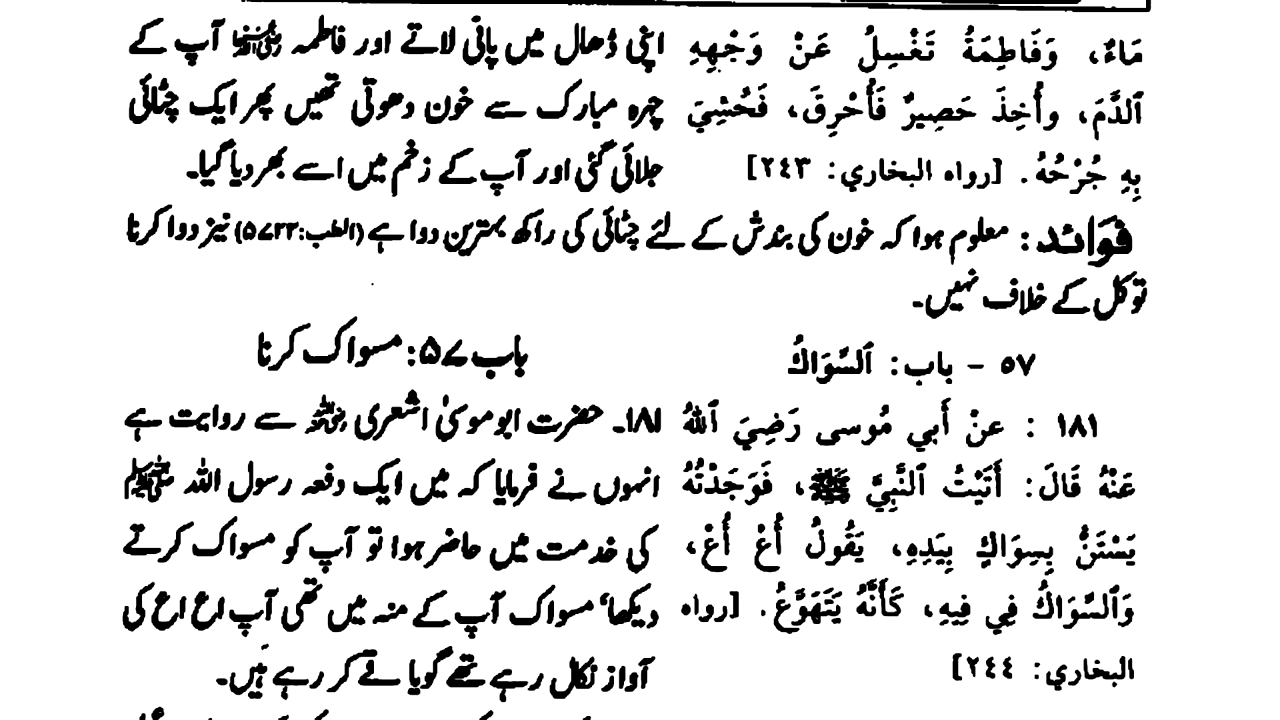 مَاءٌ، وَفَاطِمَةُ تَغْسِلُ عَنْ وَجْهِهِ
ٱلدَّمَ، وأُخِذَ حَصِيرٌ فَأُحْرِقَ، فَحُشِيَ
بِهِ جُرْحُهُ. [رواه البخاري: ٢٤٣]
اپنی ڈھال میں پانی لاتے اور فاطمہ رضی اللہ عنہا آپ کے
چہرہ مبارک سے خون دھوتی تھیں پھر ایک چٹائی
جلائی گئی اور آپ کے زخم میں اسے بھر دیا گیا۔
فوائد: معلوم ہوا کہ خون کی بندش کے لئے چٹائی کی راکھ بہترین دوا ہے (الطب:۵۷۲۲) نیز دوا کرنا
توکل کے خلاف نہیں۔
٥٧ - باب: ٱلسِّوَاكُ
باب ۵۷: مسواک کرنا
١٨١ : عنْ أَبي مُوسى رَضِيَ ٱللهُ
عَنْهُ قَالَ: أَتَيْتُ ٱلنَّبِيَّ ﷺ، فَوَجَدْتُهُ
يَسْتَنُّ بِسِوَاكٍ بِيَدِهِ، يَقُولُ أُعْ أُعْ،
وَٱلسِّوَاكُ فِي فِيهِ، كَأَنَّهُ يَتَهَوَّعُ. [رواه
البخاري: ٢٤٤]
۱۸۱۔ حضرت ابوموسیٰ اشعری رضی اللہ عنہ سے روایت ہے
انہوں نے فرمایا کہ میں ایک دفعہ رسول اللہ ﷺ
کی خدمت میں حاضر ہوا تو آپ کو مسواک کرتے
دیکھا‘ مسواک آپ کے منہ میں تھی آپ اع اع کی
آواز نکال رہے تھے گویا قے کر رہے ہیں۔